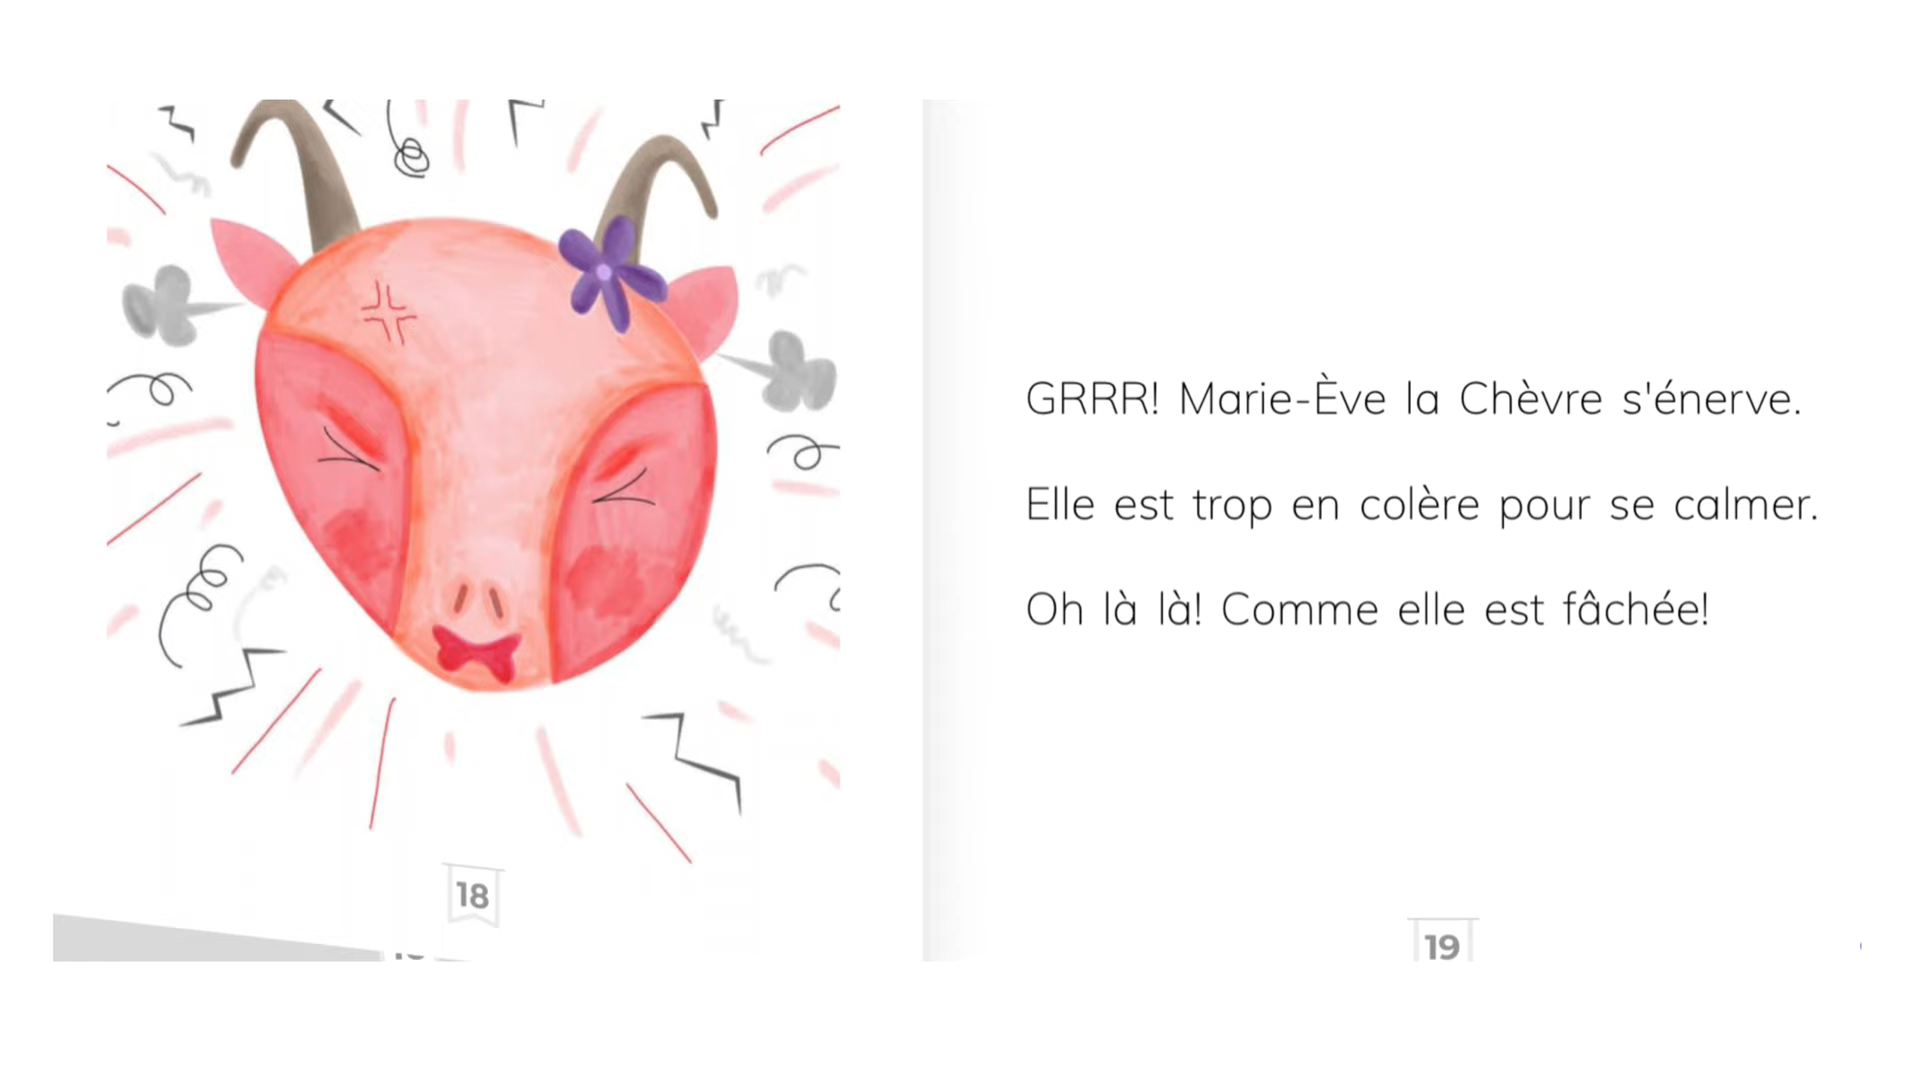 GRRR! Marie-Ève la Chèvre s'énerve.
Elle est trop en colère pour se calmer.
Oh là là! Comme elle est fâchée!
18
19